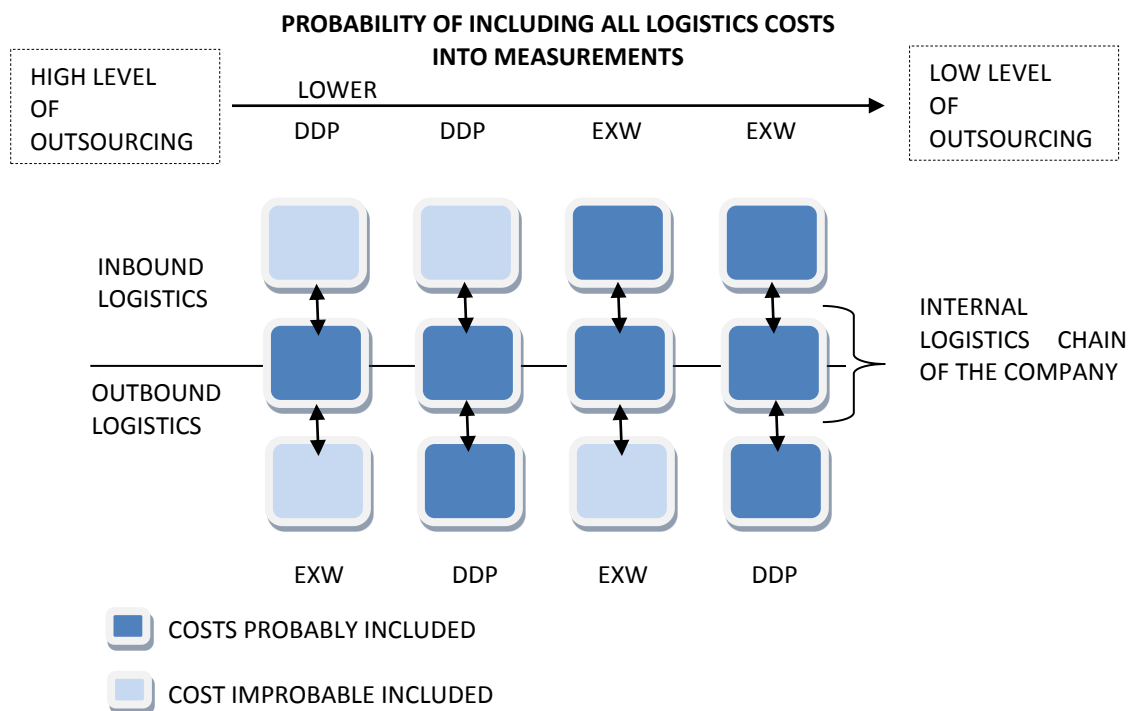 PROBABILITY OF INCLUDING ALL LOGISTICS COSTS
INTO MEASUREMENTS
HIGH LEVEL
OF
OUTSOURCING
LOWER
LOW LEVEL
OF
OUTSOURCING
DDP DDP EXW EXW
INBOUND
LOGISTICS
INTERNAL
LOGISTICS CHAIN
OF THE COMPANY
OUTBOUND
LOGISTICS
EXW DDP EXW DDP
COSTS PROBABLY INCLUDED
COST IMPROBABLE INCLUDED